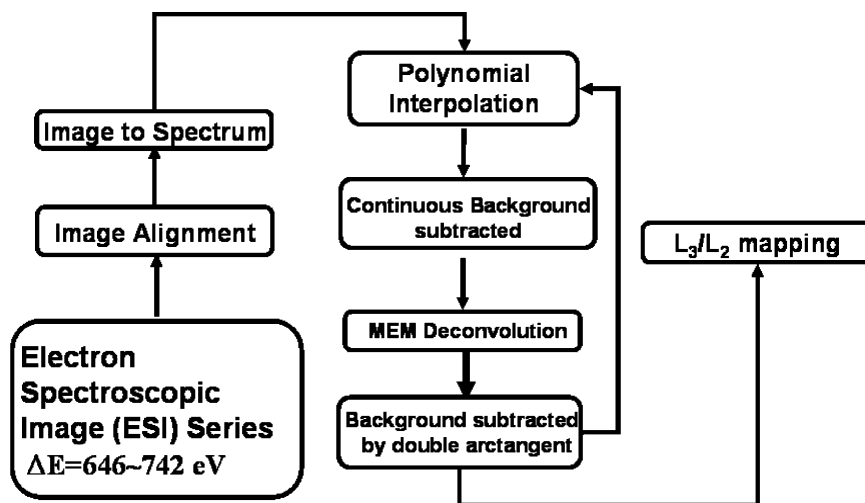 Polynomial
Interpolation
Image to Spectrum
Continuous Background
subtracted
Image Alignment
L₃/L₂ mapping
MEM Deconvolution
Electron
Spectroscopic
Image (ESI) Series
ΔE=646~742 eV
Background subtracted
by double arctangent